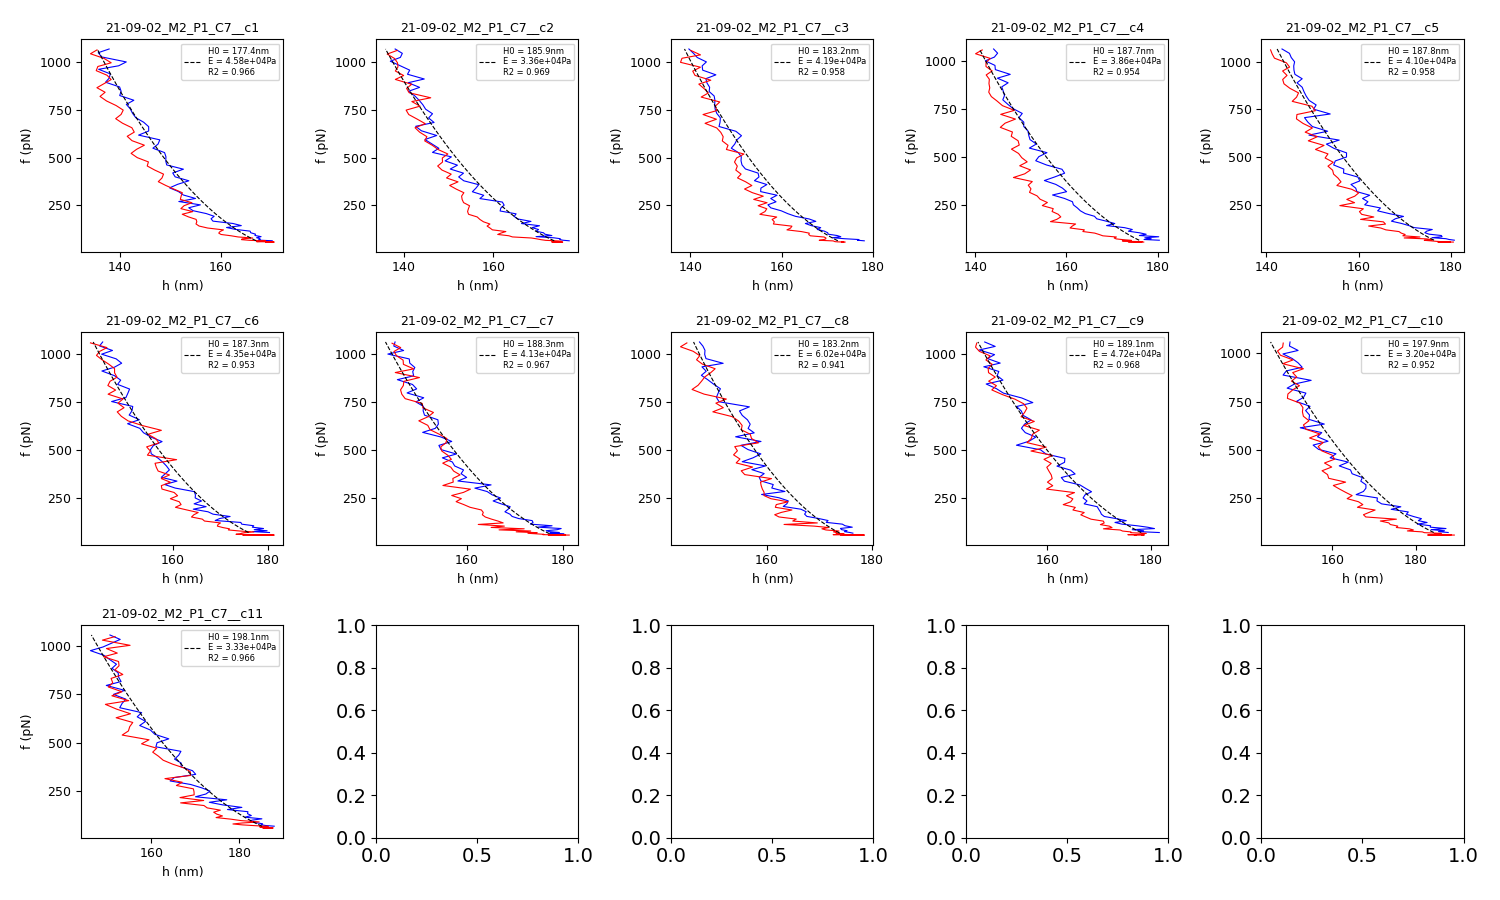 21-09-02_M2_P1_C7__c1
H0 = 177.4nm
E = 4.58e+04Pa
R2 = 0.966
1000
750
500
250
f (pN)
140 160
h (nm)
21-09-02_M2_P1_C7__c2
H0 = 185.9nm
E = 3.36e+04Pa
R2 = 0.969
1000
750
500
250
f (pN)
140 160
h (nm)
21-09-02_M2_P1_C7__c3
H0 = 183.2nm
E = 4.19e+04Pa
R2 = 0.958
1000
750
500
250
f (pN)
140 160 180
h (nm)
21-09-02_M2_P1_C7__c4
H0 = 187.7nm
E = 3.86e+04Pa
R2 = 0.954
1000
750
500
250
f (pN)
140 160 180
h (nm)
21-09-02_M2_P1_C7__c5
H0 = 187.8nm
E = 4.10e+04Pa
R2 = 0.958
1000
750
500
250
f (pN)
140 160 180
h (nm)
21-09-02_M2_P1_C7__c6
H0 = 187.3nm
E = 4.35e+04Pa
R2 = 0.953
1000
750
500
250
f (pN)
160 180
h (nm)
21-09-02_M2_P1_C7__c7
H0 = 188.3nm
E = 4.13e+04Pa
R2 = 0.967
1000
750
500
250
f (pN)
160 180
h (nm)
21-09-02_M2_P1_C7__c8
H0 = 183.2nm
E = 6.02e+04Pa
R2 = 0.941
1000
750
500
250
f (pN)
160 180
h (nm)
21-09-02_M2_P1_C7__c9
H0 = 189.1nm
E = 4.72e+04Pa
R2 = 0.968
1000
750
500
250
f (pN)
160 180
h (nm)
21-09-02_M2_P1_C7__c10
H0 = 197.9nm
E = 3.20e+04Pa
R2 = 0.952
1000
750
500
250
f (pN)
160 180
h (nm)
21-09-02_M2_P1_C7__c11
H0 = 198.1nm
E = 3.33e+04Pa
R2 = 0.966
1000
750
500
250
f (pN)
160 180
h (nm)
1.0
0.8
0.6
0.4
0.2
0.0
0.0 0.5 1.0
1.0
0.8
0.6
0.4
0.2
0.0
0.0 0.5 1.0
1.0
0.8
0.6
0.4
0.2
0.0
0.0 0.5 1.0
1.0
0.8
0.6
0.4
0.2
0.0
0.0 0.5 1.0